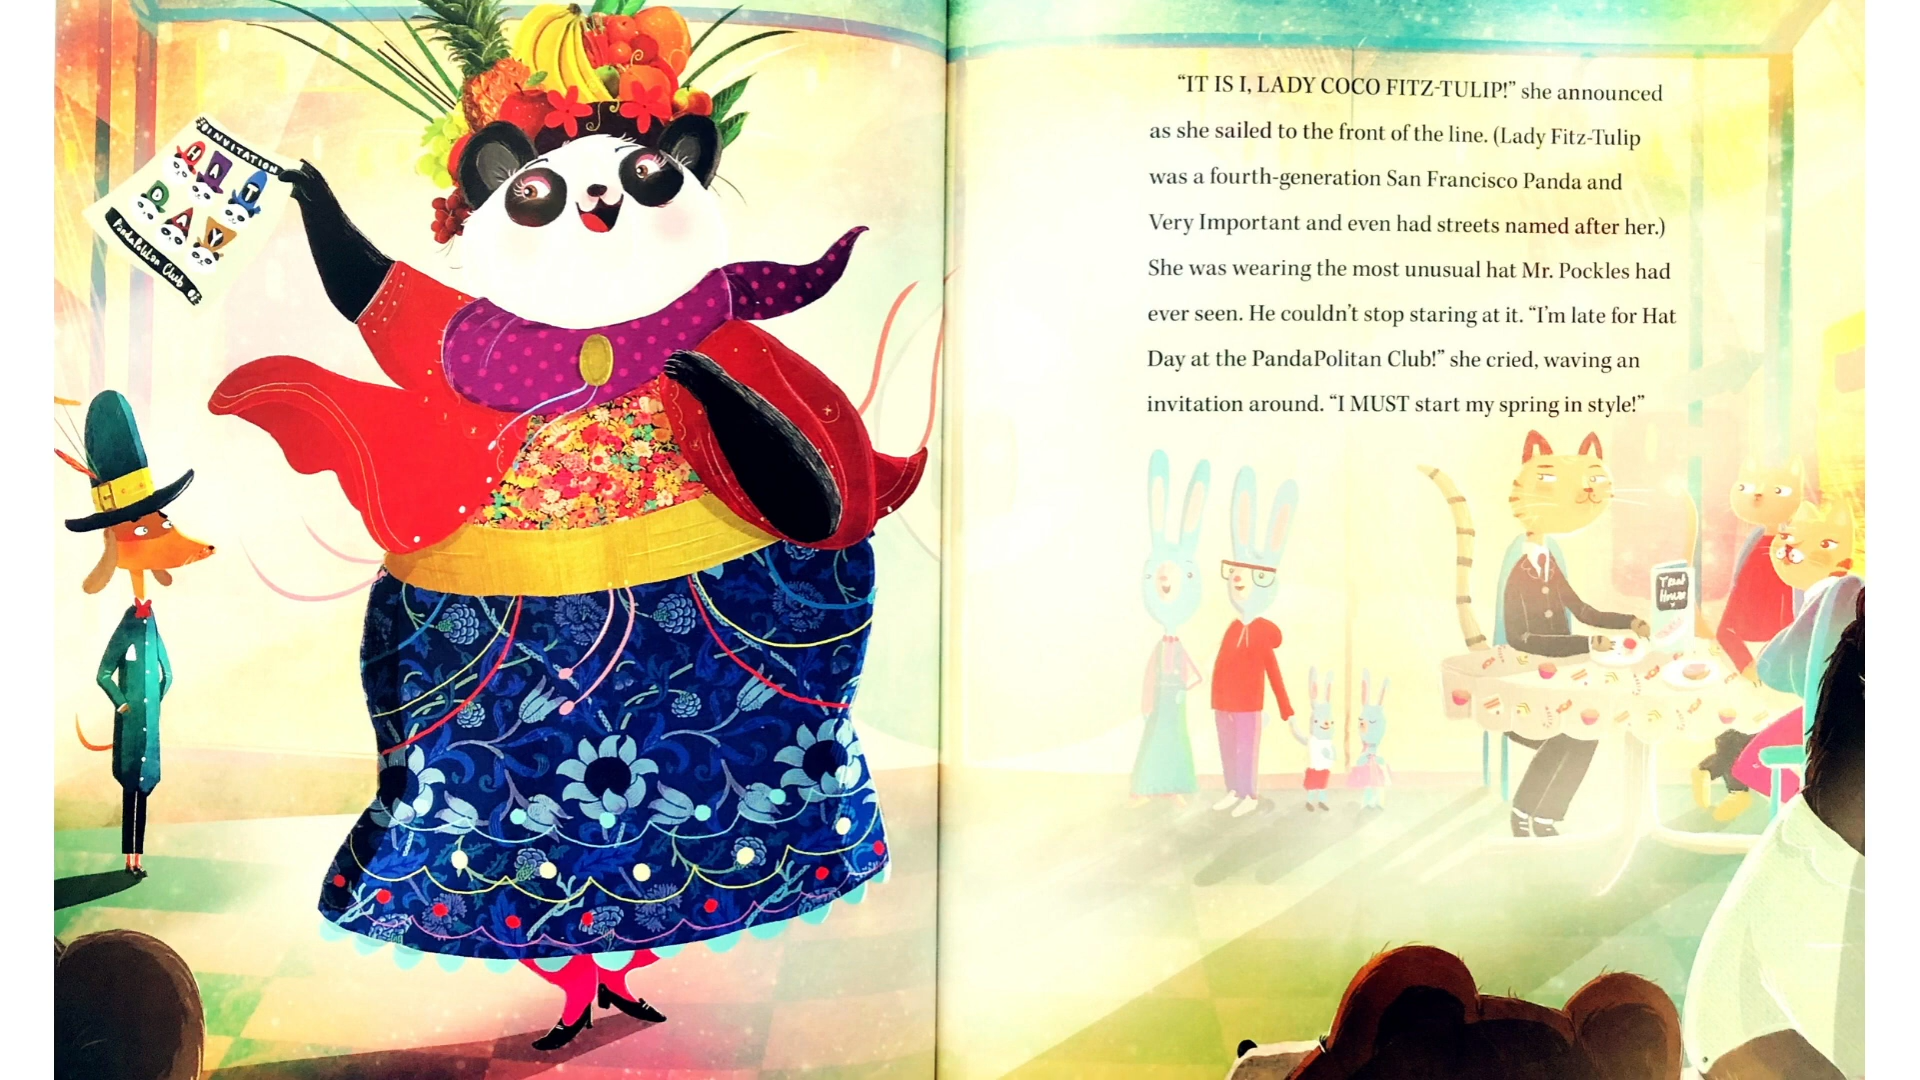 INVITATION
HAT
DAY
PandaPolitan Club
“IT IS I, LADY COCO FITZ-TULIP!” she announced
as she sailed to the front of the line. (Lady Fitz-Tulip
was a fourth-generation San Francisco Panda and
Very Important and even had streets named after her.)
She was wearing the most unusual hat Mr. Pockles had
ever seen. He couldn’t stop staring at it. “I’m late for Hat
Day at the PandaPolitan Club!” she cried, waving an
invitation around. “I MUST start my spring in style!”
Treat
House